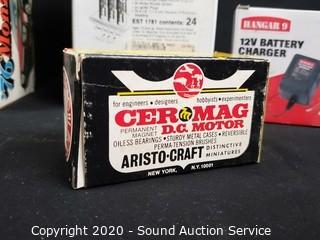 EST 1781 contents: 24
HANGAR 9
12V BATTERY
CHARGER
for engineers • designers hobbyists • experimenters
CER MAG
PERMANENT
MAGNET
D.C. MOTOR
OILESS BEARINGS • STURDY METAL CASES • REVERSIBLE
PERMA-TENSION BRUSHES
ARISTO•CRAFT DISTINCTIVE
MINIATURES
NEW YORK, N.Y. 10001
Copyright 2020 - Sound Auction Service